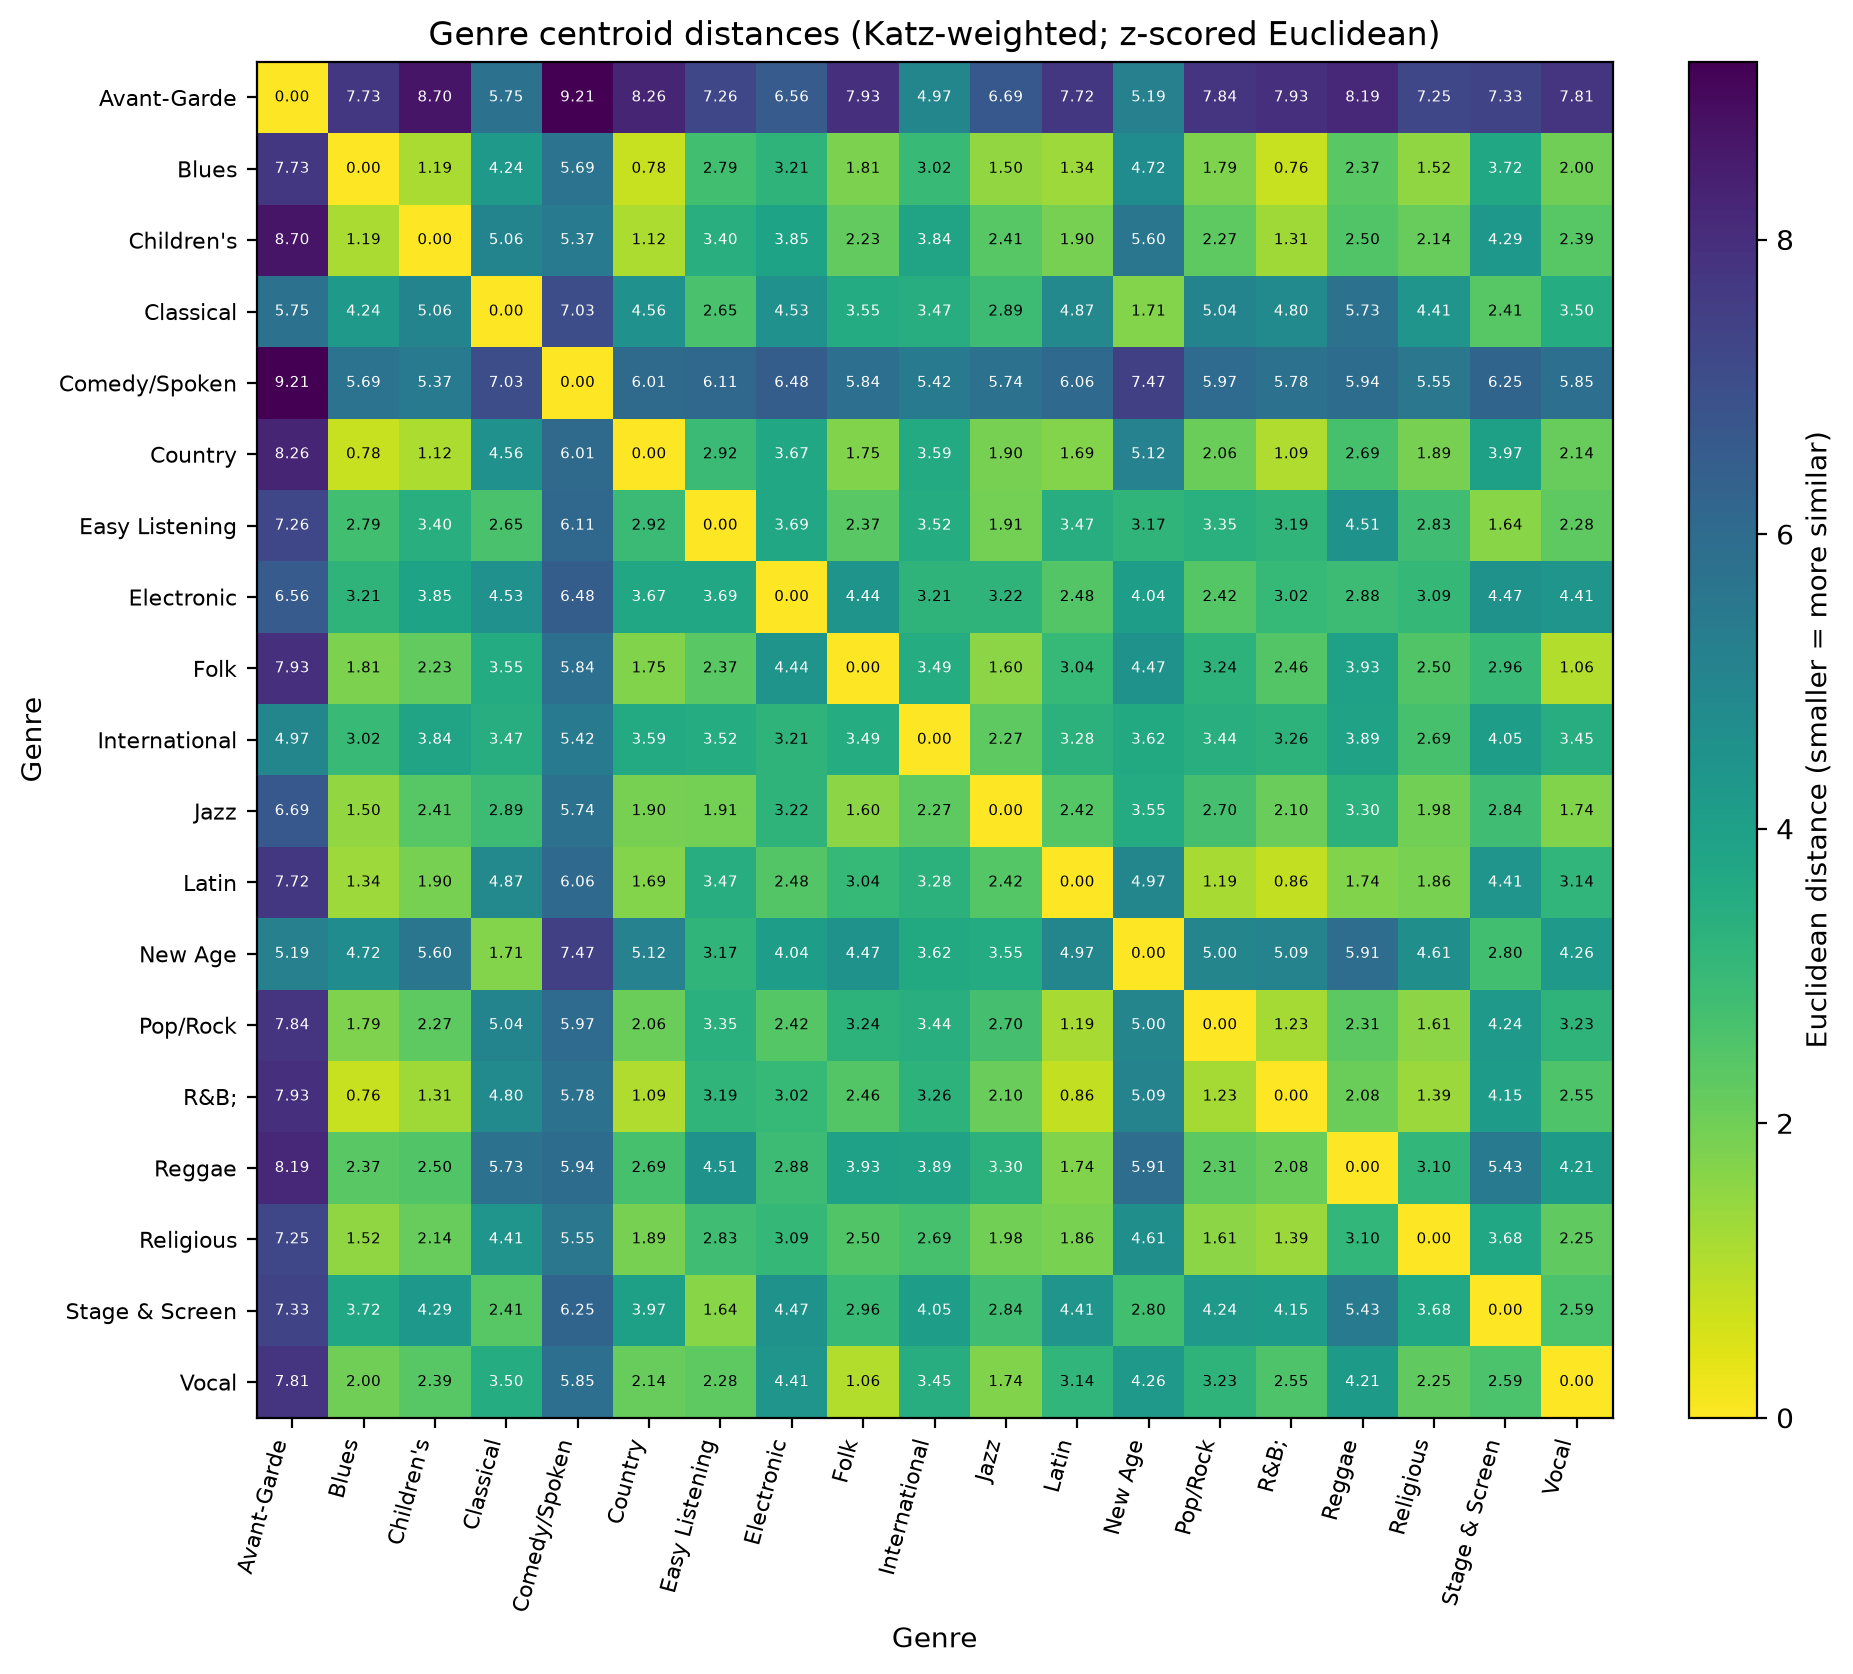 Genre centroid distances (Katz-weighted; z-scored Euclidean)
Avant-Garde 0.00 7.73 8.70 5.75 9.21 8.26 7.26 6.56 7.93 4.97 6.69 7.72 5.19 7.84 7.93 8.19 7.25 7.33 7.81
Blues 7.73 0.00 1.19 4.24 5.69 0.78 2.79 3.21 1.81 3.02 1.50 1.34 4.72 1.79 0.76 2.37 1.52 3.72 2.00
Children's 8.70 1.19 0.00 5.06 5.37 1.12 3.40 3.85 2.23 3.84 2.41 1.90 5.60 2.27 1.31 2.50 2.14 4.29 2.39
Classical 5.75 4.24 5.06 0.00 7.03 4.56 2.65 4.53 3.55 3.47 2.89 4.87 1.71 5.04 4.80 5.73 4.41 2.41 3.50
Comedy/Spoken 9.21 5.69 5.37 7.03 0.00 6.01 6.11 6.48 5.84 5.42 5.74 6.06 7.47 5.97 5.78 5.94 5.55 6.25 5.85
Country 8.26 0.78 1.12 4.56 6.01 0.00 2.92 3.67 1.75 3.59 1.90 1.69 5.12 2.06 1.09 2.69 1.89 3.97 2.14
Easy Listening 7.26 2.79 3.40 2.65 6.11 2.92 0.00 3.69 2.37 3.52 1.91 3.47 3.17 3.35 3.19 4.51 2.83 1.64 2.28
Electronic 6.56 3.21 3.85 4.53 6.48 3.67 3.69 0.00 4.44 3.21 3.22 2.48 4.04 2.42 3.02 2.88 3.09 4.47 4.41
Folk 7.93 1.81 2.23 3.55 5.84 1.75 2.37 4.44 0.00 3.49 1.60 3.04 4.47 3.24 2.46 3.93 2.50 2.96 1.06
International 4.97 3.02 3.84 3.47 5.42 3.59 3.52 3.21 3.49 0.00 2.27 3.28 3.62 3.44 3.26 3.89 2.69 4.05 3.45
Jazz 6.69 1.50 2.41 2.89 5.74 1.90 1.91 3.22 1.60 2.27 0.00 2.42 3.55 2.70 2.10 3.30 1.98 2.84 1.74
Latin 7.72 1.34 1.90 4.87 6.06 1.69 3.47 2.48 3.04 3.28 2.42 0.00 4.97 1.19 0.86 1.74 1.86 4.41 3.14
New Age 5.19 4.72 5.60 1.71 7.47 5.12 3.17 4.04 4.47 3.62 3.55 4.97 0.00 5.00 5.09 5.91 4.61 2.80 4.26
Pop/Rock 7.84 1.79 2.27 5.04 5.97 2.06 3.35 2.42 3.24 3.44 2.70 1.19 5.00 0.00 1.23 2.31 1.61 4.24 3.23
R&B; 7.93 0.76 1.31 4.80 5.78 1.09 3.19 3.02 2.46 3.26 2.10 0.86 5.09 1.23 0.00 2.08 1.39 4.15 2.55
Reggae 8.19 2.37 2.50 5.73 5.94 2.69 4.51 2.88 3.93 3.89 3.30 1.74 5.91 2.31 2.08 0.00 3.10 5.43 4.21
Religious 7.25 1.52 2.14 4.41 5.55 1.89 2.83 3.09 2.50 2.69 1.98 1.86 4.61 1.61 1.39 3.10 0.00 3.68 2.25
Stage & Screen 7.33 3.72 4.29 2.41 6.25 3.97 1.64 4.47 2.96 4.05 2.84 4.41 2.80 4.24 4.15 5.43 3.68 0.00 2.59
Vocal 7.81 2.00 2.39 3.50 5.85 2.14 2.28 4.41 1.06 3.45 1.74 3.14 4.26 3.23 2.55 4.21 2.25 2.59 0.00
Avant-Garde
Blues
Children's
Classical
Comedy/Spoken
Country
Easy Listening
Electronic
Folk
International
Jazz
Latin
New Age
Pop/Rock
R&B;
Reggae
Religious
Stage & Screen
Vocal
Genre
Genre
8
6
4
2
0
Euclidean distance (smaller = more similar)